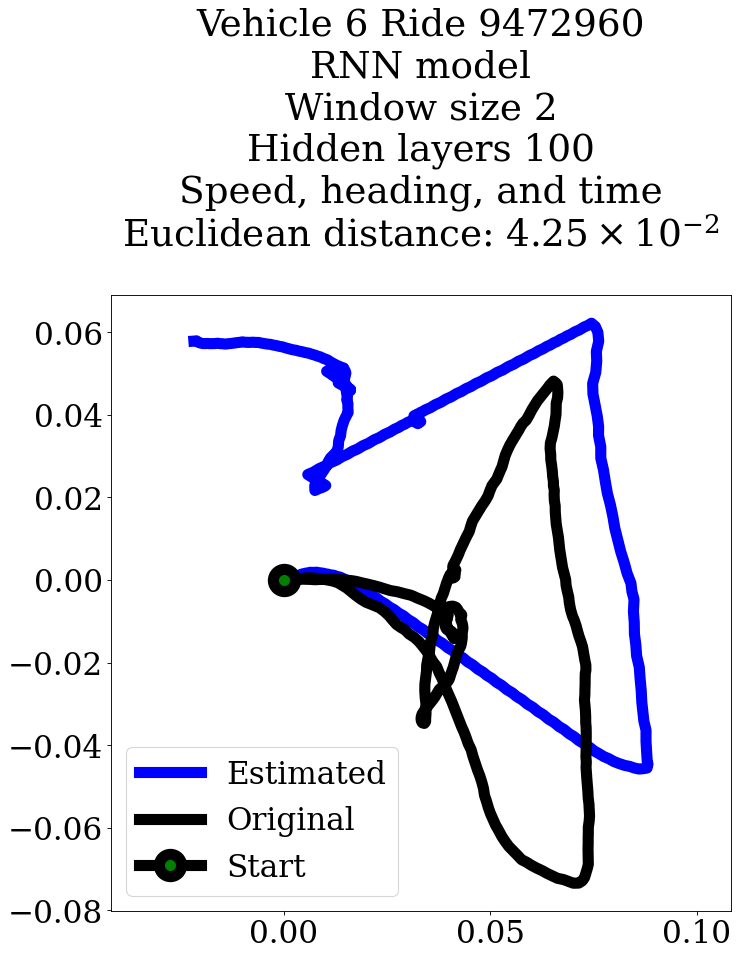 Vehicle 6 Ride 9472960
RNN model
Window size 2
Hidden layers 100
Speed, heading, and time
Euclidean distance: 4.25 × 10⁻²
0.06
0.04
0.02
0.00
−0.02
−0.04
−0.06
−0.08
Estimated
Original
Start
0.00 0.05 0.10